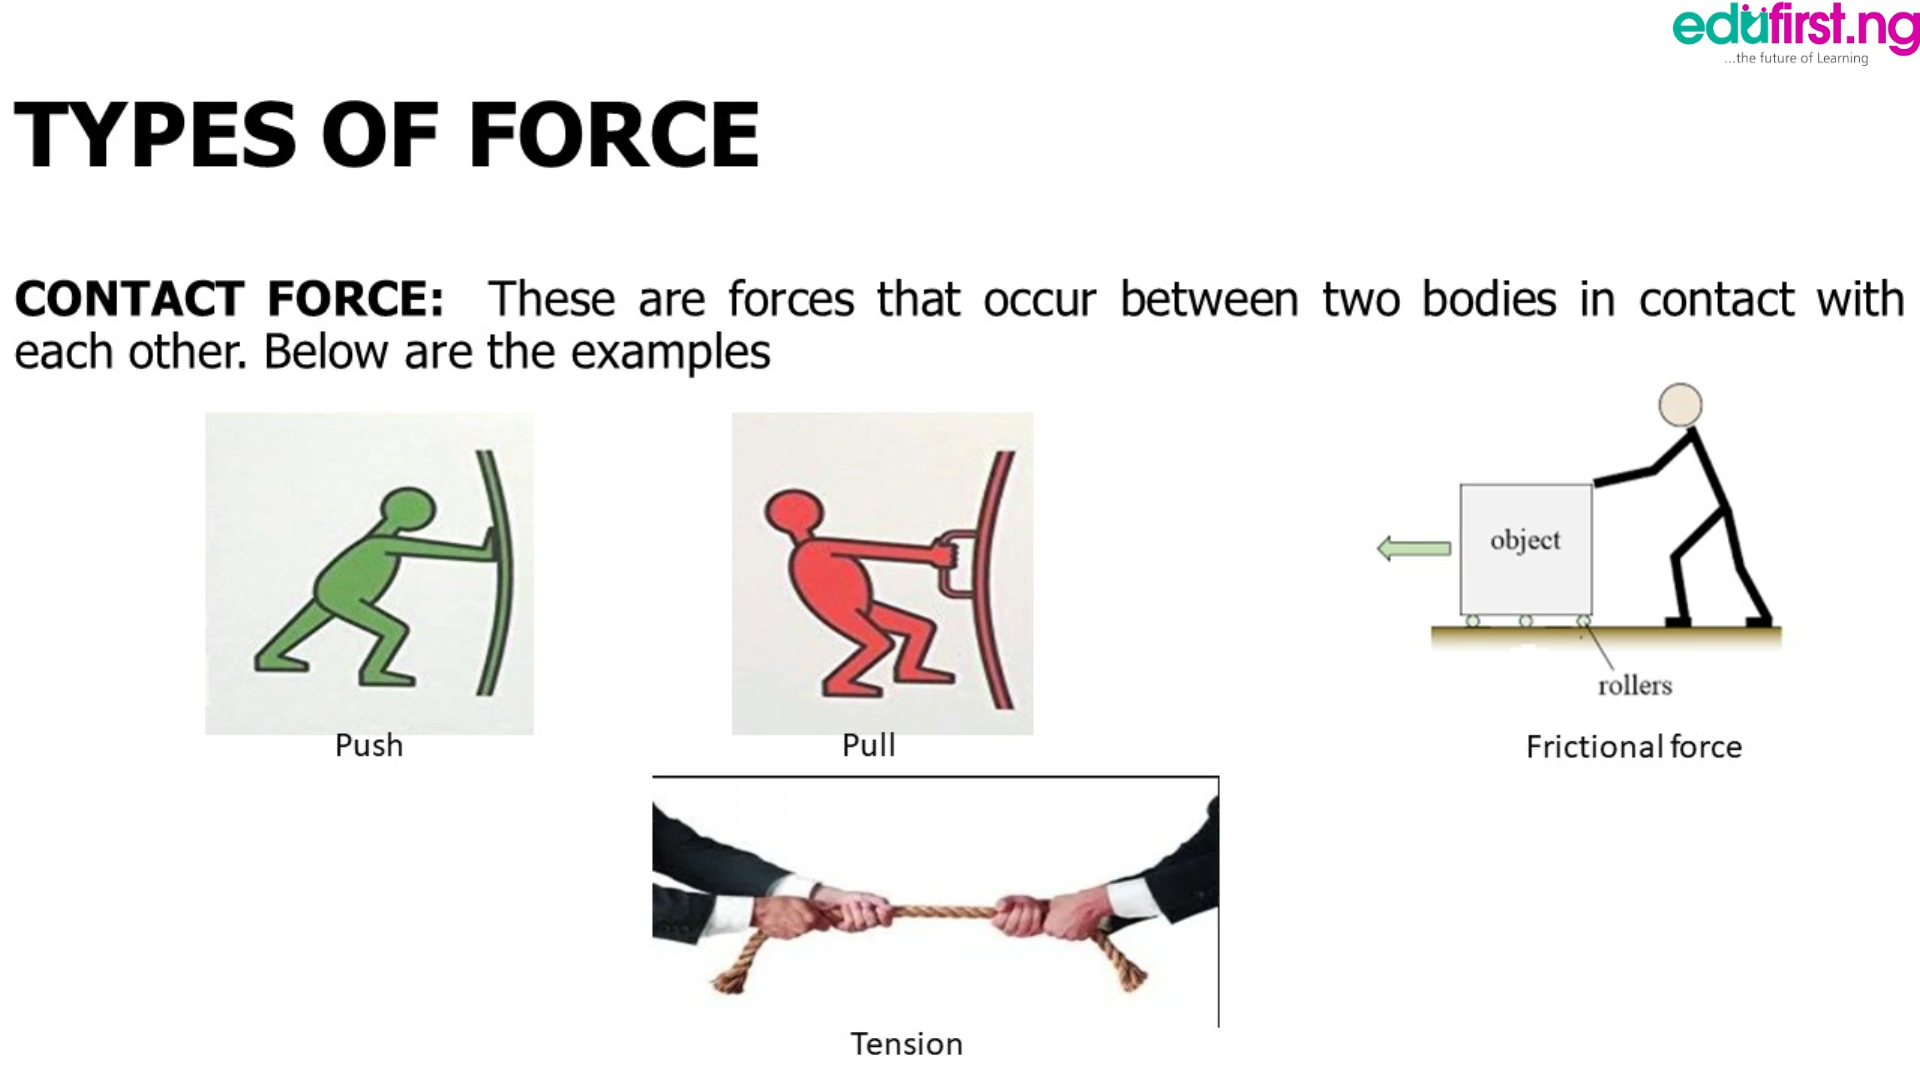 edufirst.ng
...the future of Learning
TYPES OF FORCE
CONTACT FORCE: These are forces that occur between two bodies in contact with
each other. Below are the examples
object
rollers
Push
Pull
Frictional force
Tension